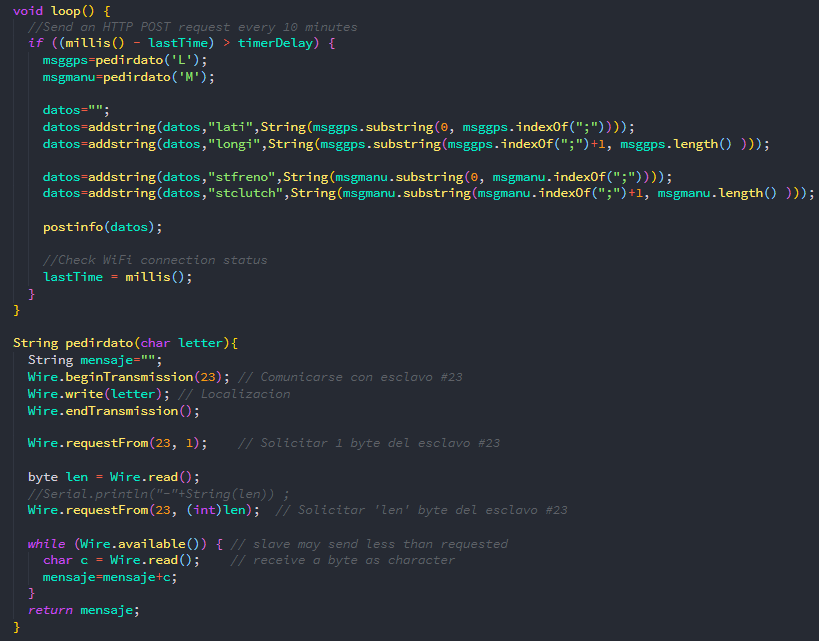 void loop() {
  //Send an HTTP POST request every 10 minutes
  if ((millis() - lastTime) > timerDelay) {
    msggps=pedirdato('L');
    msgmanu=pedirdato('M');

    datos="";
    datos=addstring(datos,"lati",String(msggps.substring(0, msggps.indexOf(";"))));
    datos=addstring(datos,"longi",String(msggps.substring(msggps.indexOf(";")+1, msggps.length() )));

    datos=addstring(datos,"stfreno",String(msgmanu.substring(0, msgmanu.indexOf(";"))));
    datos=addstring(datos,"stclutch",String(msgmanu.substring(msgmanu.indexOf(";")+1, msgmanu.length() )));

    postinfo(datos);

    //Check WiFi connection status
    lastTime = millis();
  }
}

String pedirdato(char letter){
  String mensaje="";
  Wire.beginTransmission(23); // Comunicarse con esclavo #23
  Wire.write(letter); // Localizacion
  Wire.endTransmission();

  Wire.requestFrom(23, 1);    // Solicitar 1 byte del esclavo #23

  byte len = Wire.read();
  //Serial.println("-"+String(len)) ;
  Wire.requestFrom(23, (int)len);  // Solicitar 'len' byte del esclavo #23

  while (Wire.available()) { // slave may send less than requested
    char c = Wire.read();    // receive a byte as character
    mensaje=mensaje+c;
  }
  return mensaje;
}